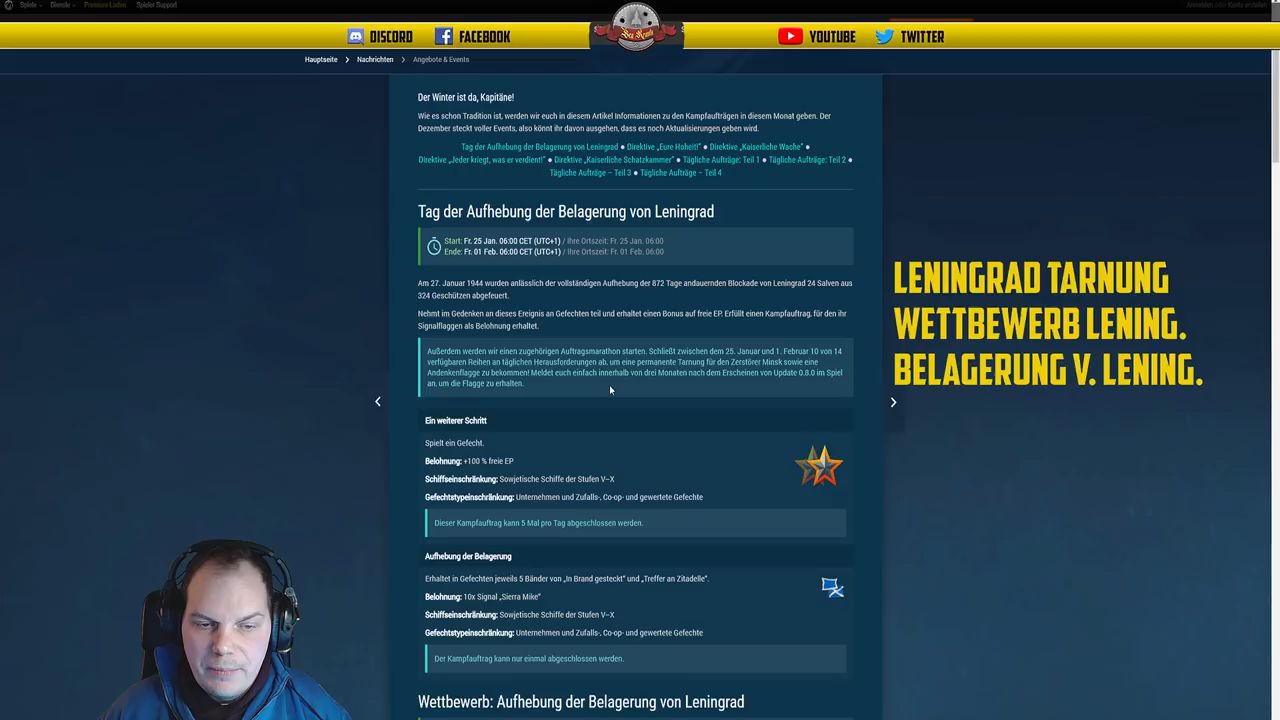 Spiele
Dienste
Premium-Laden
Spieler Support
Anmelden oder Konto erstellen
DISCORD
FACEBOOK
YOUTUBE
TWITTER
Hauptseite
Nachrichten
Angebote & Events
Der Winter ist da, Kapitäne!
Wie es schon Tradition ist, werden wir euch in diesem Artikel Informationen zu den Kampfaufträgen in diesem Monat geben. Der
Dezember steckt voller Events, also könnt ihr davon ausgehen, dass es noch Aktualisierungen geben wird.
Tag der Aufhebung der Belagerung von Leningrad ● Direktive „Eure Hoheit!" ● Direktive „Kaiserliche Wache" ●
Direktive „Jeder kriegt, was er verdient!" ● Direktive „Kaiserliche Schatzkammer" ● Tägliche Aufträge: Teil 1 ● Tägliche Aufträge: Teil 2 ●
Tägliche Aufträge – Teil 3 ● Tägliche Aufträge – Teil 4
Tag der Aufhebung der Belagerung von Leningrad
Start: Fr. 25 Jan. 06:00 CET (UTC+1) / Ihre Ortszeit: Fr. 25 Jan. 06:00
Ende: Fr. 01 Feb. 06:00 CET (UTC+1) / Ihre Ortszeit: Fr. 01 Feb. 06:00
Am 27. Januar 1944 wurden anlässlich der vollständigen Aufhebung der 872 Tage andauernden Blockade von Leningrad 24 Salven aus
324 Geschützen abgefeuert.
Nehmt im Gedenken an dieses Ereignis an Gefechten teil und erhaltet einen Bonus auf freie EP. Erfüllt einen Kampfauftrag, für den ihr
Signalflaggen als Belohnung erhaltet.
Außerdem werden wir einen zugehörigen Auftragsmarathon starten. Schließt zwischen dem 25. Januar und 1. Februar 10 von 14
verfügbaren Reihen an täglichen Herausforderungen ab, um eine permanente Tarnung für den Zerstörer Minsk sowie eine
Andenkenflagge zu bekommen! Meldet euch einfach innerhalb von drei Monaten nach dem Erscheinen von Update 0.8.0 im Spiel
an, um die Flagge zu erhalten.
Ein weiterer Schritt
Spielt ein Gefecht.
Belohnung: +100 % freie EP
Schiffseinschränkung: Sowjetische Schiffe der Stufen V–X
Gefechtstypeinschränkung: Unternehmen und Zufalls-, Co-op- und gewertete Gefechte
Dieser Kampfauftrag kann 5 Mal pro Tag abgeschlossen werden.
Aufhebung der Belagerung
Erhaltet in Gefechten jeweils 5 Bänder von „In Brand gesteckt" und „Treffer an Zitadelle".
Belohnung: 10x Signal „Sierra Mike"
Schiffseinschränkung: Sowjetische Schiffe der Stufen V–X
Gefechtstypeinschränkung: Unternehmen und Zufalls-, Co-op- und gewertete Gefechte
Der Kampfauftrag kann nur einmal abgeschlossen werden.
Wettbewerb: Aufhebung der Belagerung von Leningrad
LENINGRAD TARNUNG
WETTBEWERB LENING.
BELAGERUNG V. LENING.